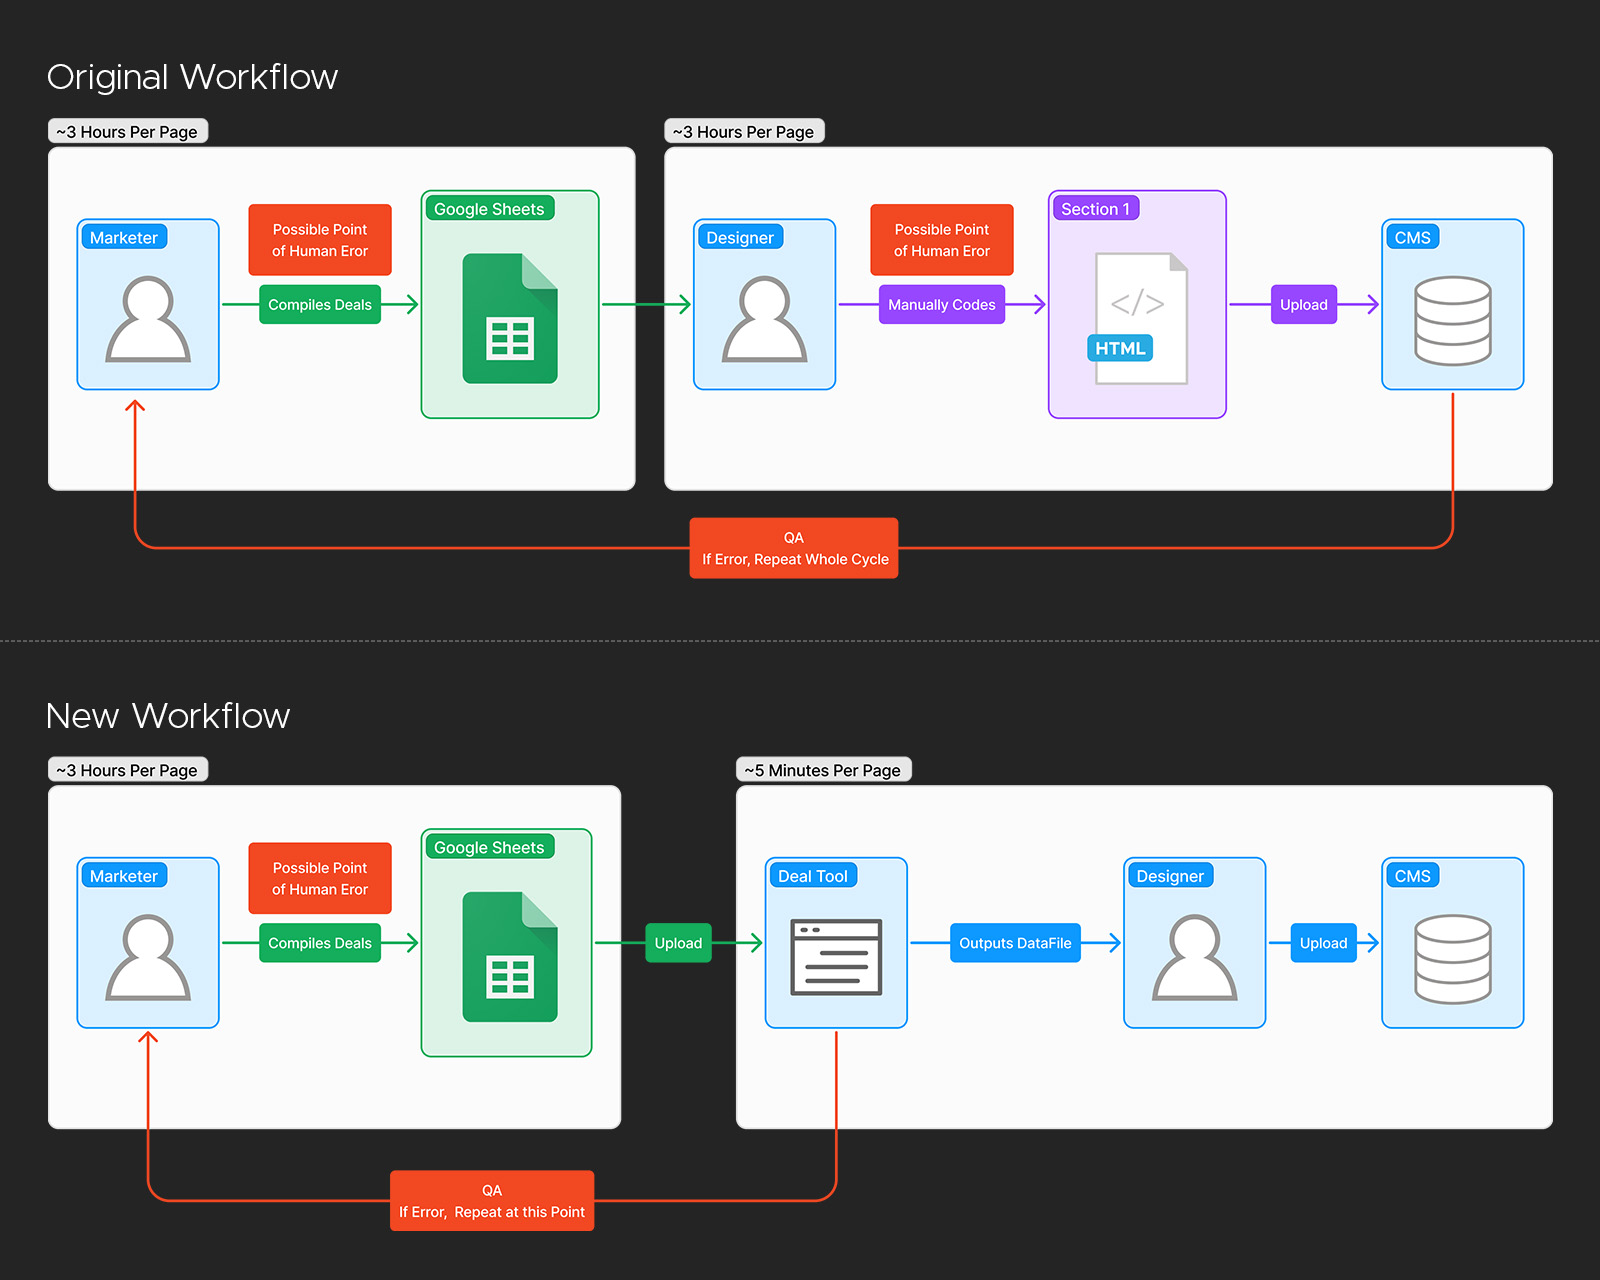 Original Workflow
~3 Hours Per Page
~3 Hours Per Page
Marketer
Possible Point
of Human Eror
Compiles Deals
Google Sheets
Designer
Possible Point
of Human Eror
Manually Codes
Section 1
</>
HTML
Upload
CMS
QA
If Error, Repeat Whole Cycle
New Workflow
~3 Hours Per Page
~5 Minutes Per Page
Marketer
Possible Point
of Human Eror
Compiles Deals
Google Sheets
Upload
Deal Tool
Outputs DataFile
Designer
Upload
CMS
QA
If Error, Repeat at this Point